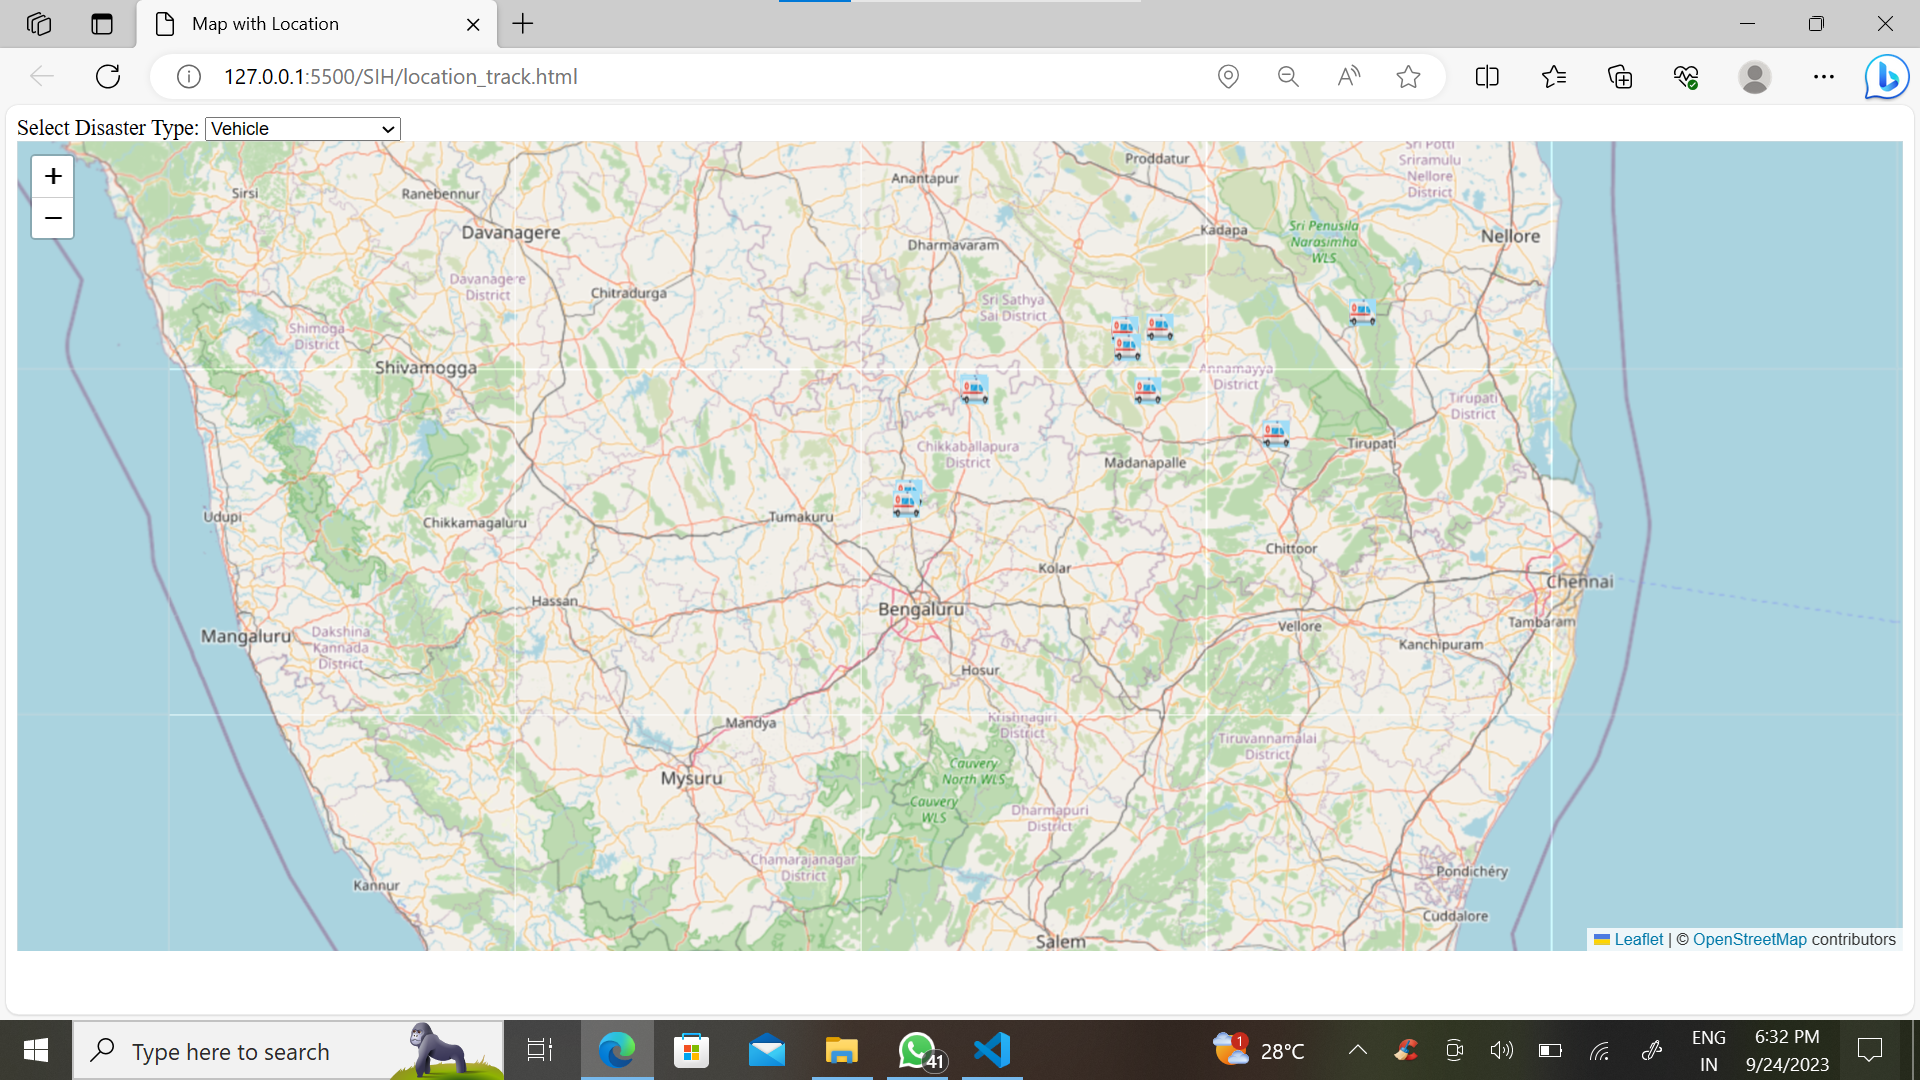 Map with Location
127.0.0.1:5500/SIH/location_track.html
Select Disaster Type: Vehicle
+
−
Sirsi
Ranebennur
Anantapur
Proddatur
Sri Potti
Sriramulu
Nellore
District
Davanagere
Dharmavaram
Kadapa
Sri Penusila
Narasimha
WLS
Nellore
Davanagere
District
Chitradurga
Sri Sathya
Sai District
Shimoga
District
Shivamogga
Annamayya
District
Tirupati
District
Chikkaballapura
District
Madanapalle
Tirupati
Udupi
Chikkamagaluru
Tumakuru
Chittoor
Kolar
Chennai
Hassan
Bengaluru
Mangaluru
Dakshina
Kannada
District
Vellore
Tambaram
Kanchipuram
Hosur
Mandya
Krishnagiri
District
Tiruvannamalai
District
Mysuru
Cauvery
North WLS
Cauvery
WLS
Dharmapuri
District
Chamarajanagar
District
Pondichéry
Kannur
Cuddalore
Salem
Leaflet | © OpenStreetMap contributors
Type here to search
41
1
28°C
ENG
IN
6:32 PM
9/24/2023